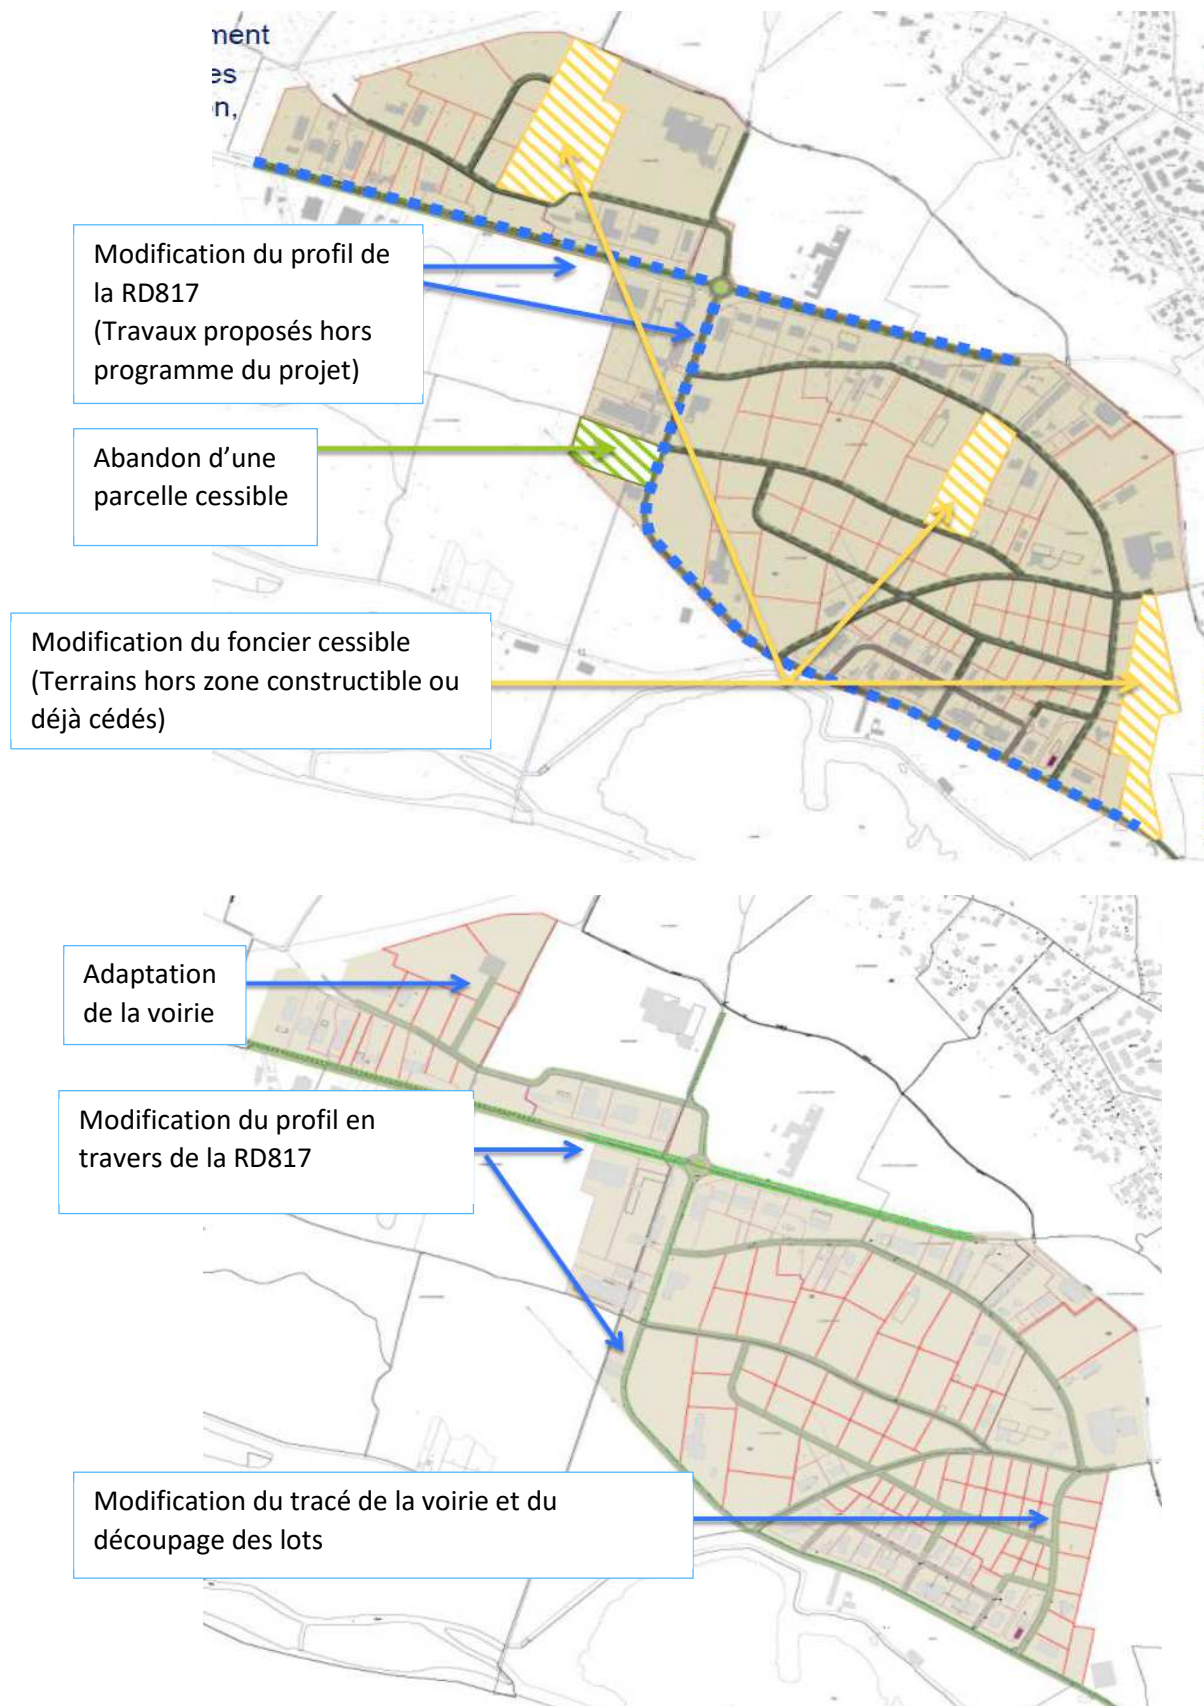 ment
es
n,
Modification du profil de
la RD817
(Travaux proposés hors
programme du projet)
Abandon d’une
parcelle cessible
Modification du foncier cessible
(Terrains hors zone constructible ou
déjà cédés)
Adaptation
de la voirie
Modification du profil en
travers de la RD817
Modification du tracé de la voirie et du
découpage des lots